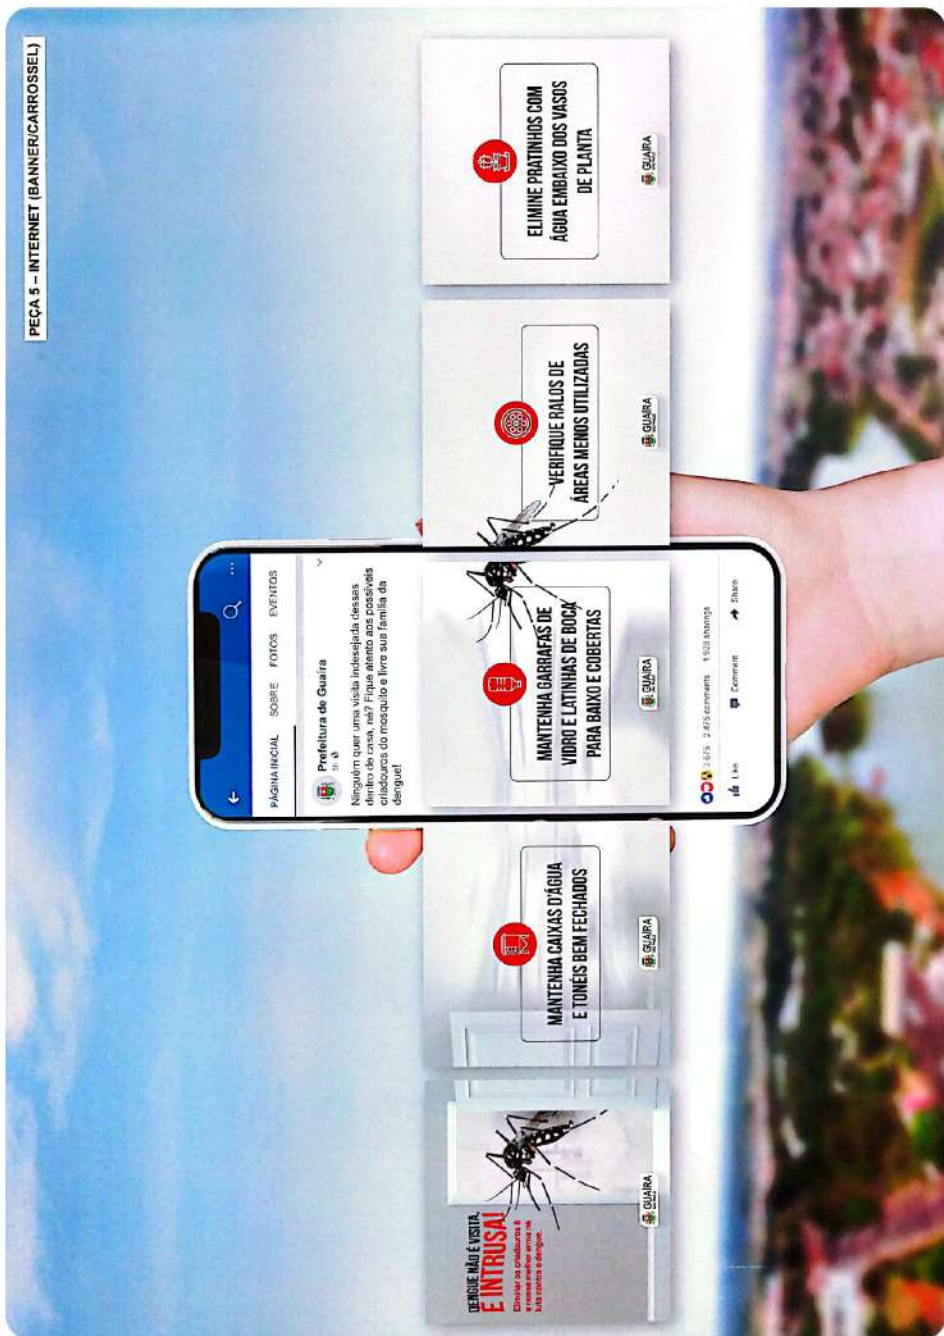 PEÇA 5 – INTERNET (BANNER/CARROSSEL)
PÁGINA INICIAL SOBRE FOTOS EVENTOS
Prefeitura de Guaíra
Ninguém quer uma visita indesejada dessas
dentro de casa, né? Fique atento aos possíveis
criadouros do mosquito e livre sua família da
dengue!
DENGUE NÃO É VISITA,
É INTRUSA!
Eliminar os criadouros é
a nossa melhor arma na
luta contra a dengue.
GUAÍRA
MANTENHA CAIXAS D'ÁGUA
E TONÉIS BEM FECHADOS
GUAÍRA
MANTENHA GARRAFAS DE
VIDRO E LATINHAS DE BOCA
PARA BAIXO E COBERTAS
GUAÍRA
VERIFIQUE RALOS DE
ÁREAS MENOS UTILIZADAS
GUAÍRA
ELIMINE PRATINHOS COM
ÁGUA EMBAIXO DOS VASOS
DE PLANTA
GUAÍRA
2.475 comments
Like Comment Share